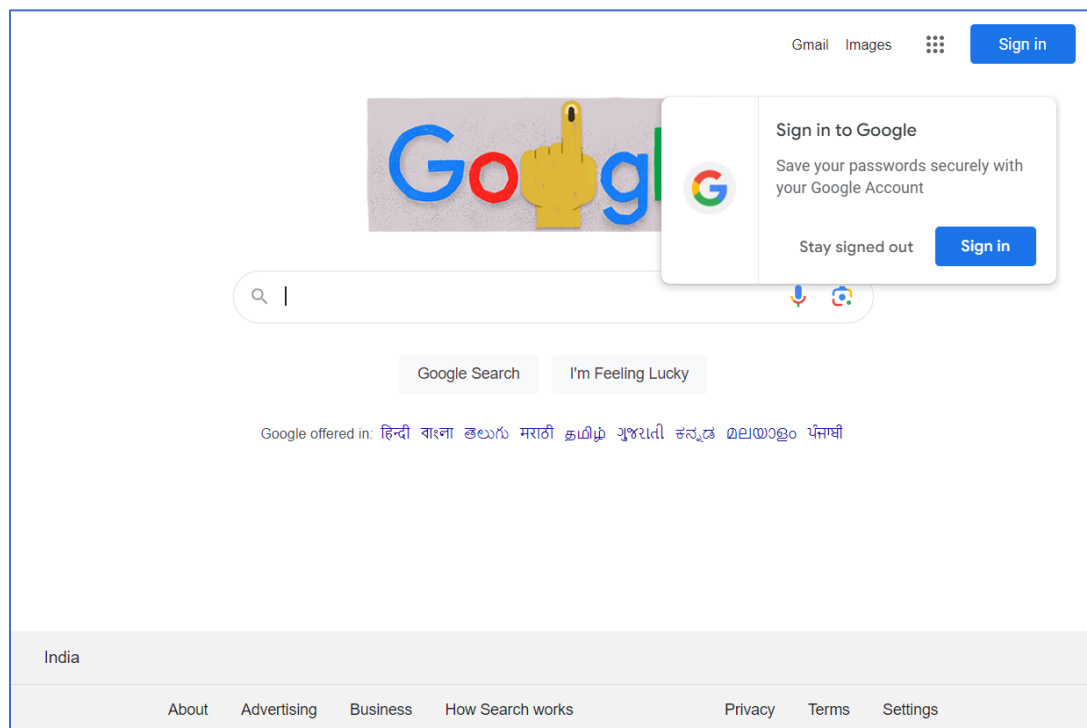 Gmail Images Sign in
Googl
Sign in to Google
Save your passwords securely with
your Google Account
Stay signed out Sign in
Google Search I'm Feeling Lucky
Google offered in: हिन्दी বাংলা తెలుగు मराठी தமிழ் ગુજરાતી ಕನ್ನಡ മലയാളം ਪੰਜਾਬੀ
India
About Advertising Business How Search works Privacy Terms Settings